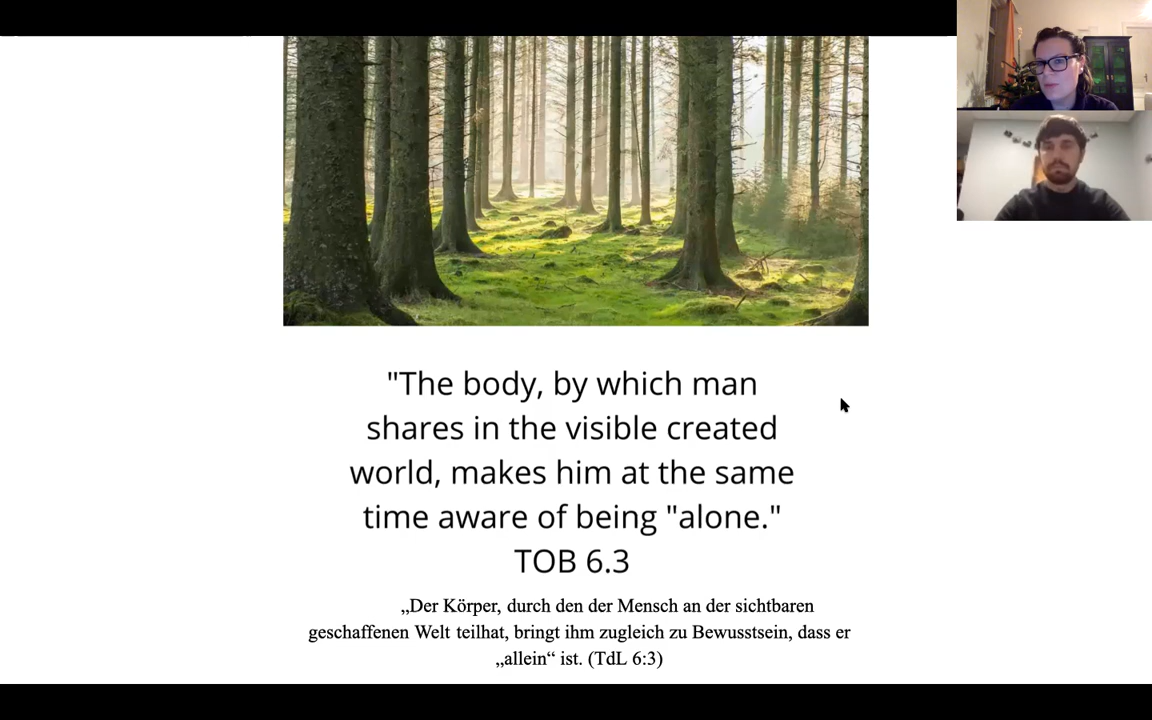 "The body, by which man
shares in the visible created
world, makes him at the same
time aware of being "alone."
TOB 6.3
„Der Körper, durch den der Mensch an der sichtbaren
geschaffenen Welt teilhat, bringt ihm zugleich zu Bewusstsein, dass er
„allein“ ist. (TdL 6:3)